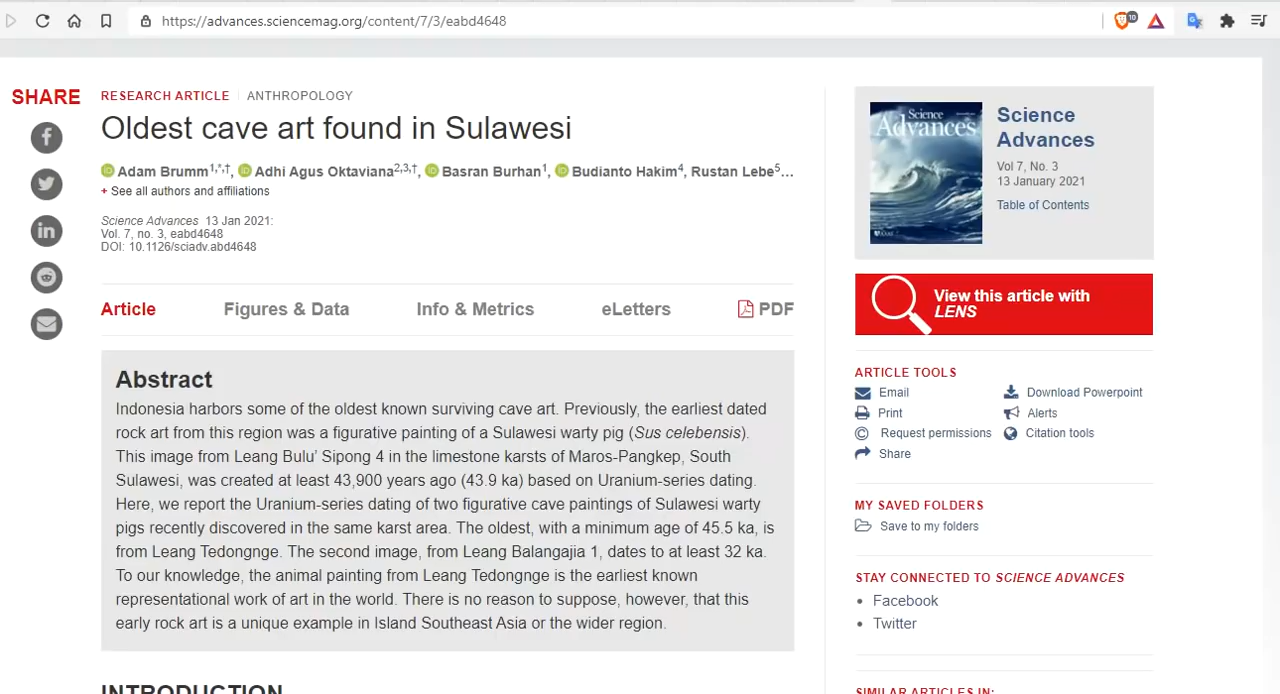 https://advances.sciencemag.org/content/7/3/eabd4648
10
SHARE
RESEARCH ARTICLE ANTHROPOLOGY
Oldest cave art found in Sulawesi
Adam Brumm1,*,†, Adhi Agus Oktaviana2,3,†, Basran Burhan1, Budianto Hakim4, Rustan Lebe5...
+ See all authors and affiliations
Science Advances 13 Jan 2021:
Vol. 7, no. 3, eabd4648
DOI: 10.1126/sciadv.abd4648
Article Figures & Data Info & Metrics eLetters PDF
Abstract
Indonesia harbors some of the oldest known surviving cave art. Previously, the earliest dated
rock art from this region was a figurative painting of a Sulawesi warty pig (Sus celebensis).
This image from Leang Bulu’ Sipong 4 in the limestone karsts of Maros-Pangkep, South
Sulawesi, was created at least 43,900 years ago (43.9 ka) based on Uranium-series dating.
Here, we report the Uranium-series dating of two figurative cave paintings of Sulawesi warty
pigs recently discovered in the same karst area. The oldest, with a minimum age of 45.5 ka, is
from Leang Tedongnge. The second image, from Leang Balangajia 1, dates to at least 32 ka.
To our knowledge, the animal painting from Leang Tedongnge is the earliest known
representational work of art in the world. There is no reason to suppose, however, that this
early rock art is a unique example in Island Southeast Asia or the wider region.
INTRODUCTION
Science
Advances
Science
Advances
Vol 7, No. 3
13 January 2021
Table of Contents
View this article with
LENS
ARTICLE TOOLS
Email Download Powerpoint
Print Alerts
Request permissions Citation tools
Share
MY SAVED FOLDERS
Save to my folders
STAY CONNECTED TO SCIENCE ADVANCES
• Facebook
• Twitter
SIMILAR ARTICLES IN: